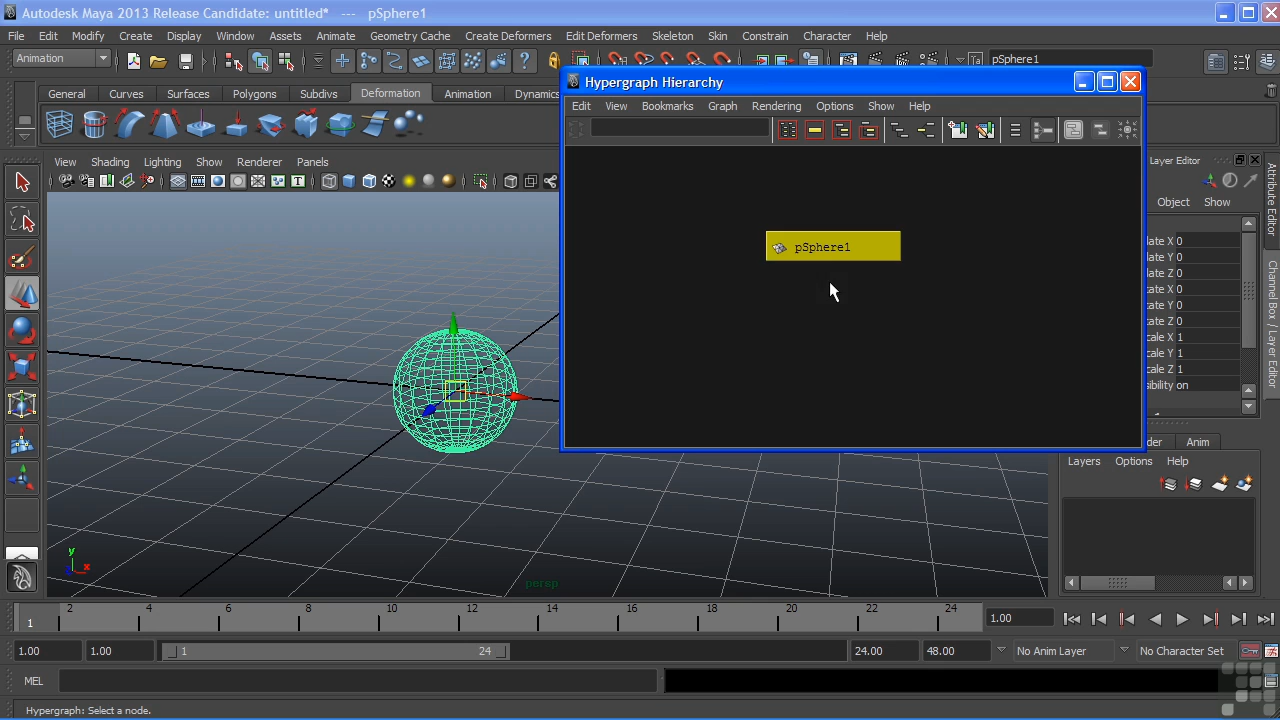 Autodesk Maya 2013 Release Candidate: untitled* --- pSphere1
File Edit Modify Create Display Window Assets Animate Geometry Cache Create Deformers Edit Deformers Skeleton Skin Constrain Character Help
Animation
pSphere1
Hypergraph Hierarchy
General Curves Surfaces Polygons Subdivs Deformation Animation Dynamics
Edit View Bookmarks Graph Rendering Options Show Help
View Shading Lighting Show Renderer Panels
Layer Editor
Object Show
Attribute Editor
Channel Box / Layer Editor
pSphere1
late X 0
late Y 0
late Z 0
tate X 0
tate Y 0
tate Z 0
cale X 1
cale Y 1
cale Z 1
sibility on
der Anim
Layers Options Help
y
x
z
persp
2 4 6 8 10 12 14 16 18 20 22 24
1
1.00
1.00 1.00 1 24 24.00 48.00 No Anim Layer No Character Set
MEL
Hypergraph: Select a node.